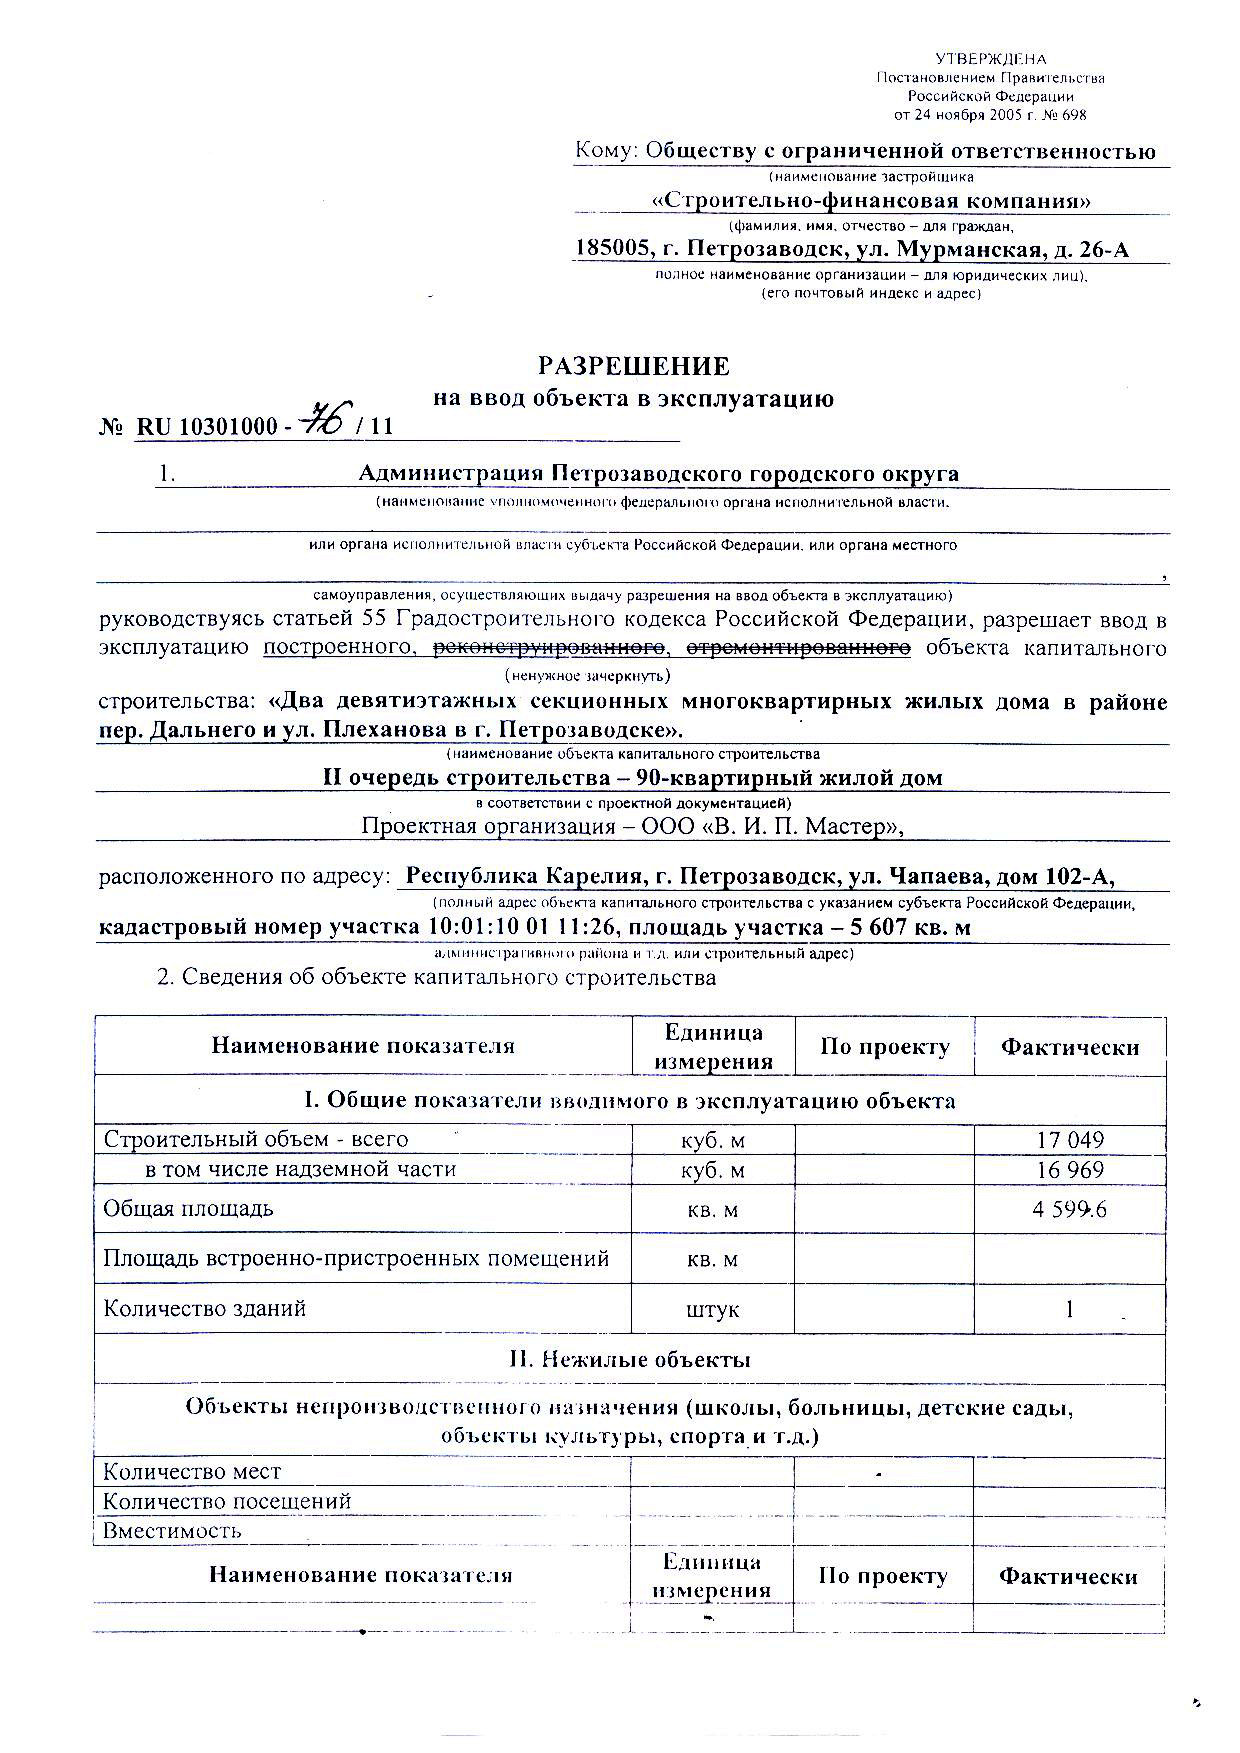 УТВЕРЖДЕНА
Постановлением Правительства
Российской Федерации
от 24 ноября 2005 г. № 698
Кому: Обществу с ограниченной ответственностью
(наименование застройщика
«Строительно-финансовая компания»
(фамилия, имя, отчество – для граждан,
185005, г. Петрозаводск, ул. Мурманская, д. 26-А
полное наименование организации – для юридических лиц),
(его почтовый индекс и адрес)
РАЗРЕШЕНИЕ
на ввод объекта в эксплуатацию
№ RU 10301000 - 76 / 11
1. Администрация Петрозаводского городского округа
(наименование уполномоченного федерального органа исполнительной власти,
или органа исполнительной власти субъекта Российской Федерации, или органа местного
,
самоуправления, осуществляющих выдачу разрешения на ввод объекта в эксплуатацию)
руководствуясь статьей 55 Градостроительного кодекса Российской Федерации, разрешает ввод в
эксплуатацию построенного, реконструированного, отремонтированного объекта капитального
(ненужное зачеркнуть)
строительства: «Два девятиэтажных секционных многоквартирных жилых дома в районе
пер. Дальнего и ул. Плеханова в г. Петрозаводске».
(наименование объекта капитального строительства
II очередь строительства – 90-квартирный жилой дом
в соответствии с проектной документацией)
Проектная организация – ООО «В. И. П. Мастер»,
расположенного по адресу: Республика Карелия, г. Петрозаводск, ул. Чапаева, дом 102-А,
(полный адрес объекта капитального строительства с указанием субъекта Российской Федерации,
кадастровый номер участка 10:01:10 01 11:26, площадь участка – 5 607 кв. м
административного района и т.д. или строительный адрес)
2. Сведения об объекте капитального строительства
Наименование показателя Единица измерения По проекту Фактически
I. Общие показатели вводимого в эксплуатацию объекта
Строительный объем - всего куб. м 17 049
в том числе надземной части куб. м 16 969
Общая площадь кв. м 4 599.6
Площадь встроенно-пристроенных помещений кв. м
Количество зданий штук 1
II. Нежилые объекты
Объекты непроизводственного назначения (школы, больницы, детские сады,
объекты культуры, спорта и т.д.)
Количество мест
Количество посещений
Вместимость
Наименование показателя Единица измерения По проекту Фактически